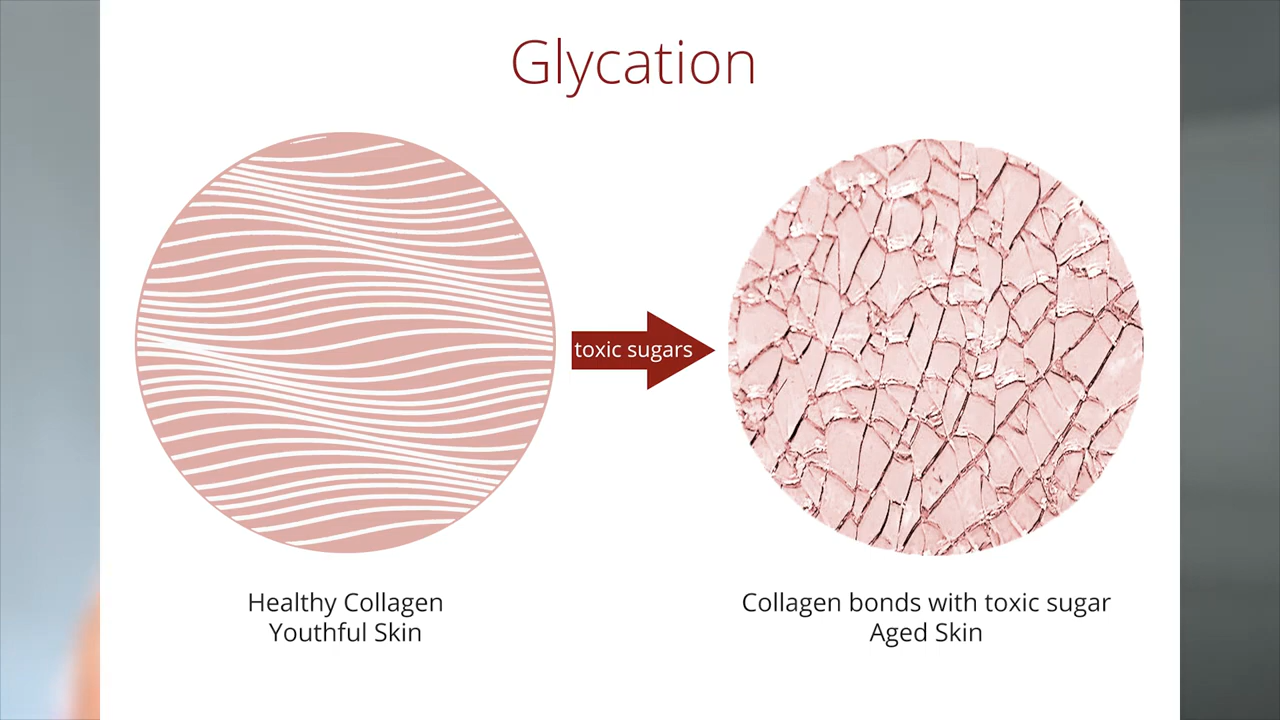 Glycation
toxic sugars
Healthy Collagen
Youthful Skin
Collagen bonds with toxic sugar
Aged Skin